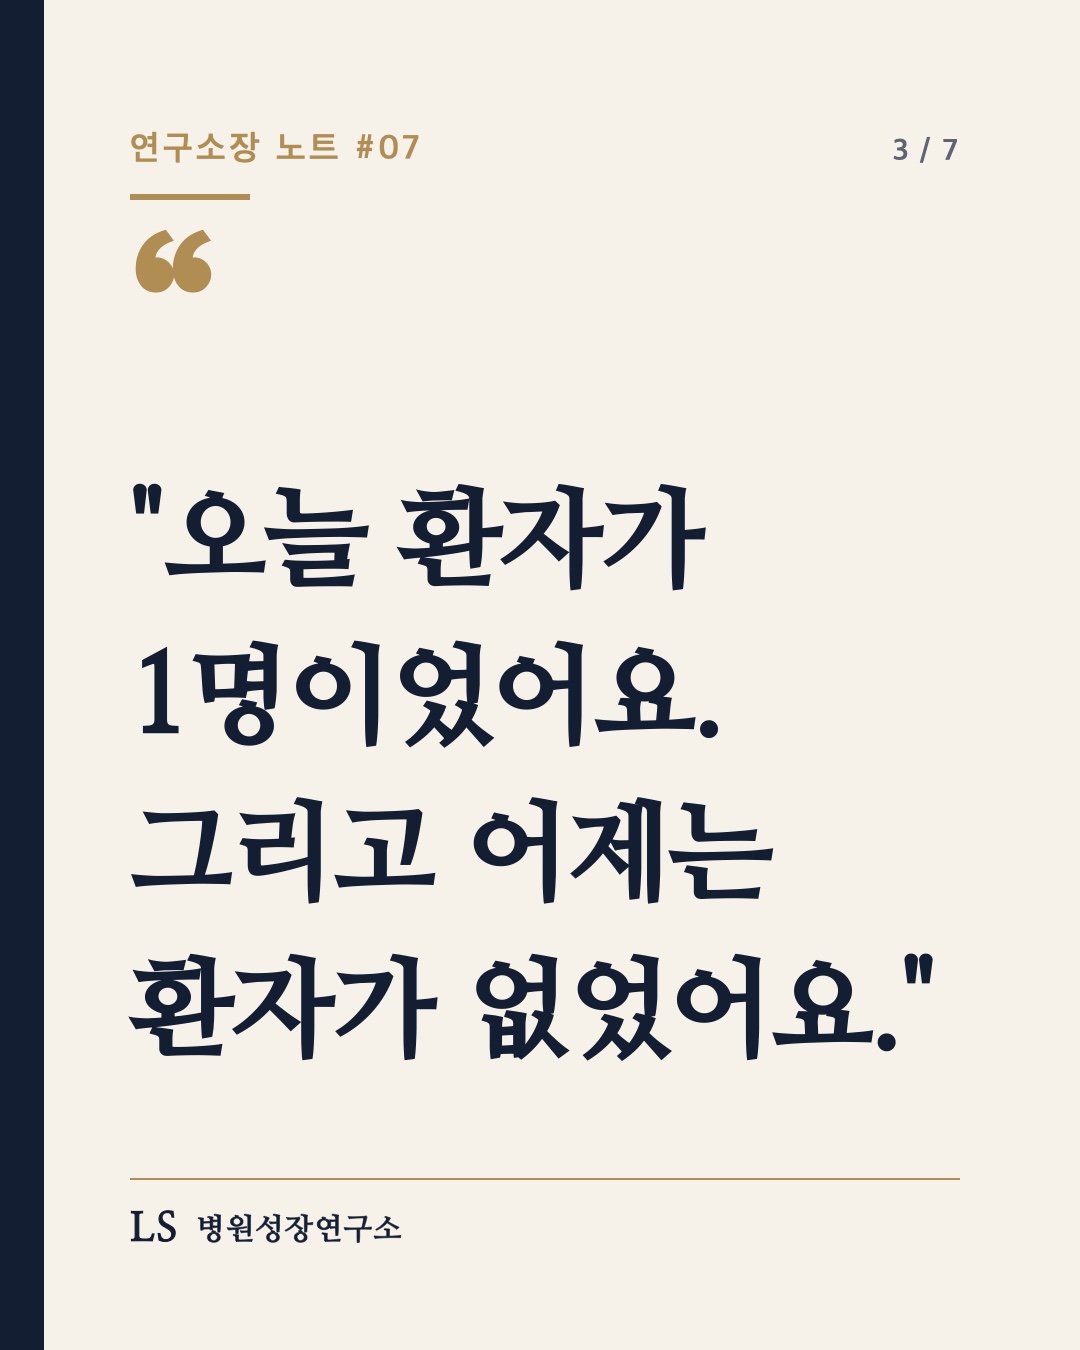 연구소장 노트 #07
3 / 7
“
"오늘 환자가
1명이었어요.
그리고 어제는
환자가 없었어요."
LS 병원성장연구소